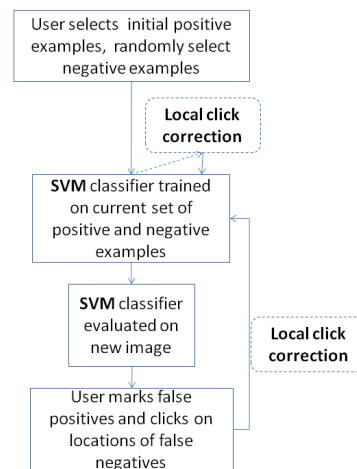 User selects initial positive
examples, randomly select
negative examples
Local click
correction
SVM classifier trained
on current set of
positive and negative
examples
SVM classifier
evaluated on
new image
Local click
correction
User marks false
positives and clicks on
locations of false
negatives